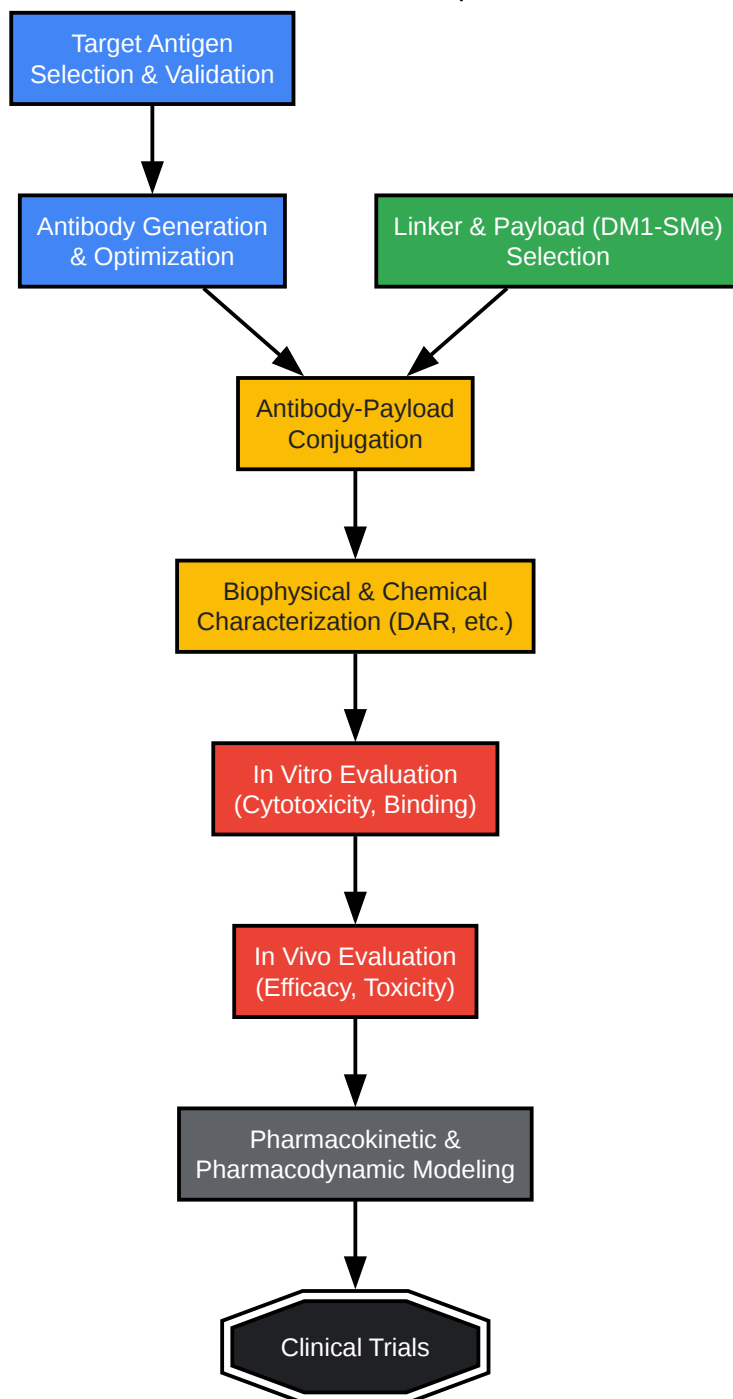 Target Antigen
Selection & Validation
Antibody Generation
& Optimization
Linker & Payload (DM1-SMe)
Selection
Antibody-Payload
Conjugation
Biophysical & Chemical
Characterization (DAR, etc.)
In Vitro Evaluation
(Cytotoxicity, Binding)
In Vivo Evaluation
(Efficacy, Toxicity)
Pharmacokinetic &
Pharmacodynamic Modeling
Clinical Trials